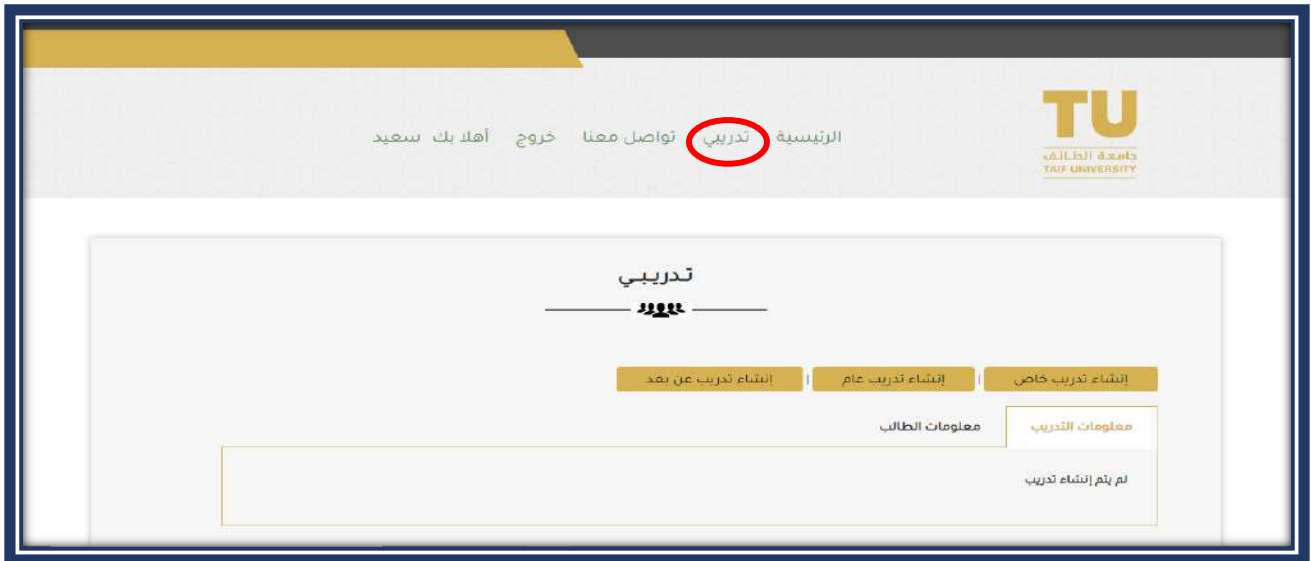 TU
جامعة الطائف
TAIF UNIVERSITY
الرئيسية تدريبي تواصل معنا خروج أهلا بك سعيد
تدريبي
إنشاء تدريب خاص | إنشاء تدريب عام | إنشاء تدريب عن بعد
معلومات التدريب معلومات الطالب
لم يتم إنشاء تدريب